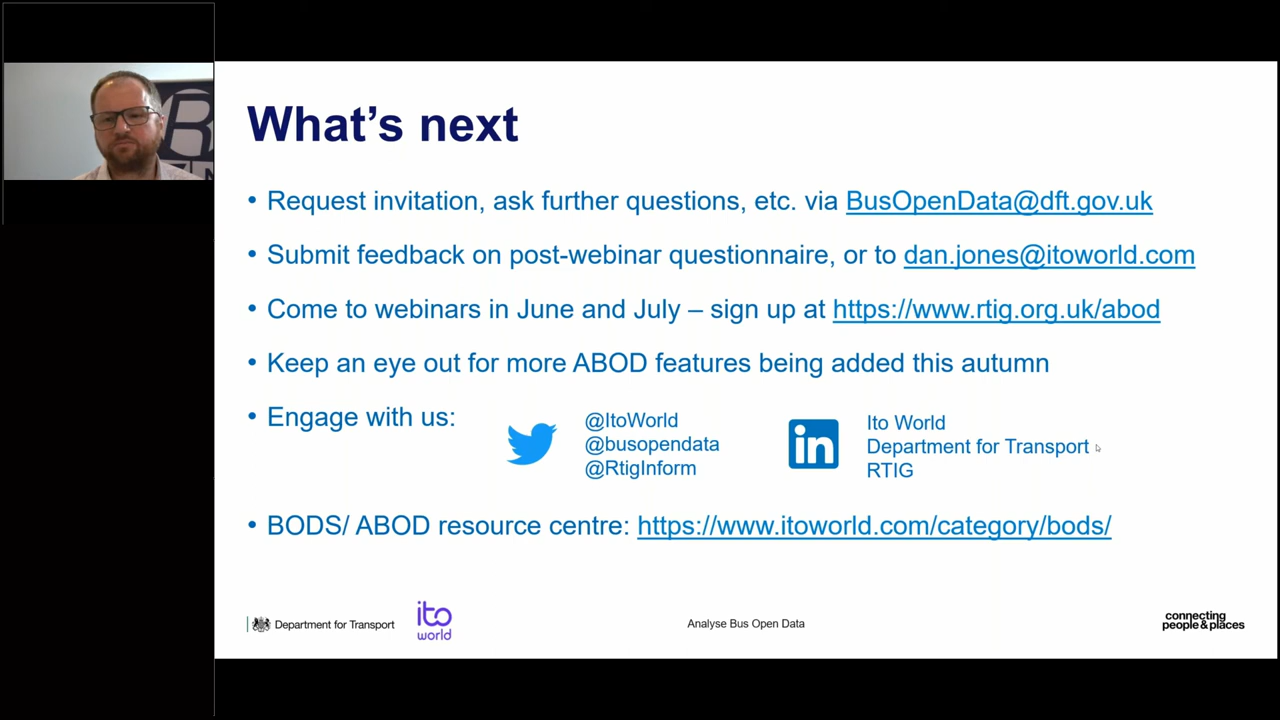 What's next
• Request invitation, ask further questions, etc. via BusOpenData@dft.gov.uk
• Submit feedback on post-webinar questionnaire, or to dan.jones@itoworld.com
• Come to webinars in June and July – sign up at https://www.rtig.org.uk/abod
• Keep an eye out for more ABOD features being added this autumn
• Engage with us:
@ItoWorld
@busopendata
@RtigInform
in
Ito World
Department for Transport
RTIG
• BODS/ ABOD resource centre: https://www.itoworld.com/category/bods/
Department for Transport
ito
world
Analyse Bus Open Data
connecting
people&places